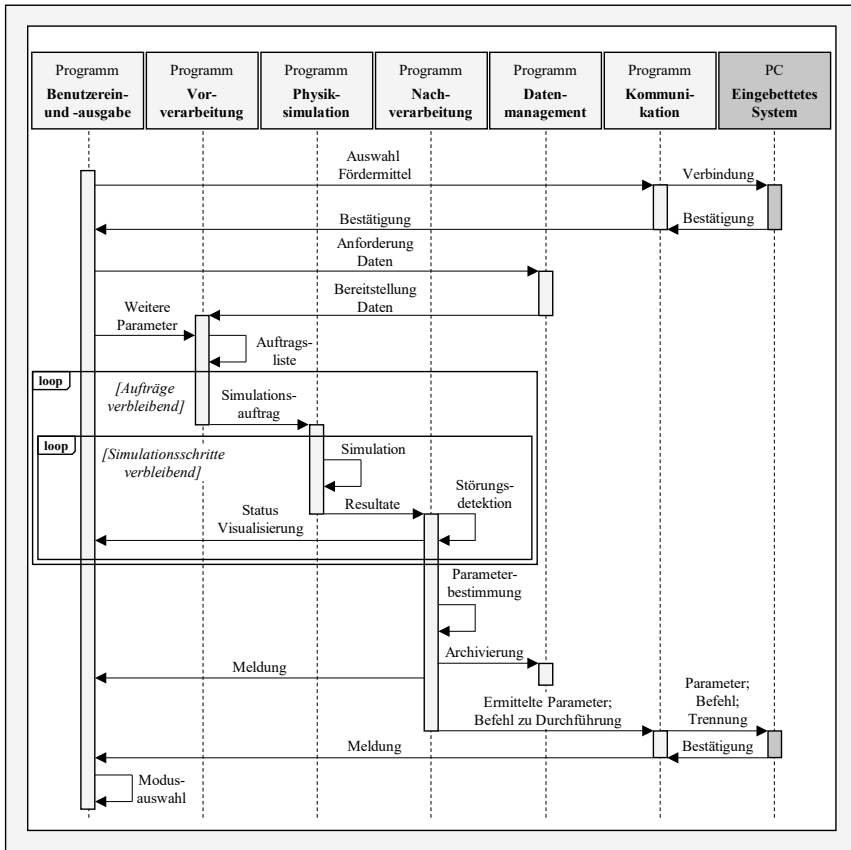 Programm
Benutzerein-
und -ausgabe
Programm
Vor-
verarbeitung
Programm
Physik-
simulation
Programm
Nach-
verarbeitung
Programm
Daten-
management
Programm
Kommuni-
kation
PC
Eingebettetes
System
Auswahl
Fördermittel
Verbindung
Bestätigung
Bestätigung
Anforderung
Daten
Bereitstellung
Daten
Weitere
Parameter
Auftrags-
liste
loop
[Aufträge
verbleibend]
Simulations-
auftrag
loop
[Simulationsschritte
verbleibend]
Simulation
Störungs-
detektion
Resultate
Status
Visualisierung
Parameter-
bestimmung
Archivierung
Meldung
Ermittelte Parameter;
Befehl zu Durchführung
Parameter;
Befehl;
Trennung
Meldung
Bestätigung
Modus-
auswahl